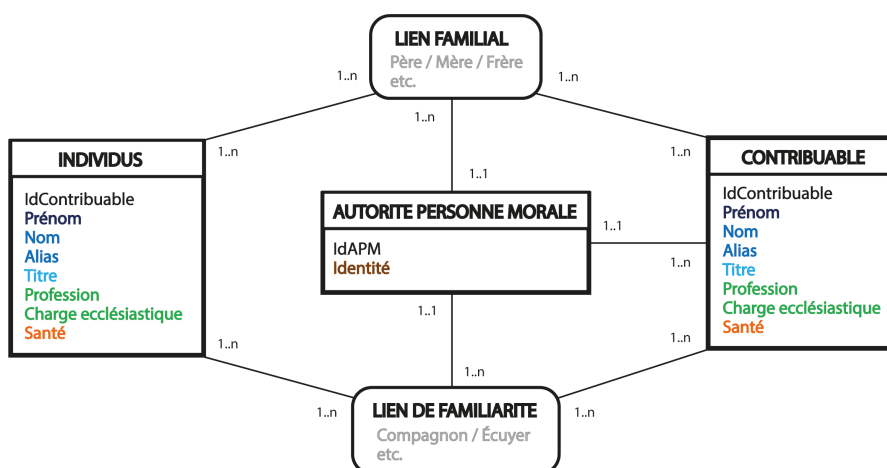 LIEN FAMILIAL
Père / Mère / Frère
etc.
1..n
1..n
1..n
1..n
1..n
INDIVIDUS
IdContribuable
Prénom
Nom
Alias
Titre
Profession
Charge ecclésiastique
Santé
1..1
AUTORITE PERSONNE MORALE
IdAPM
Identité
1..1
1..n
1..1
CONTRIBUABLE
IdContribuable
Prénom
Nom
Alias
Titre
Profession
Charge ecclésiastique
Santé
1..n
1..n
1..n
1..n
1..n
LIEN DE FAMILIARITE
Compagnon / Écuyer
etc.